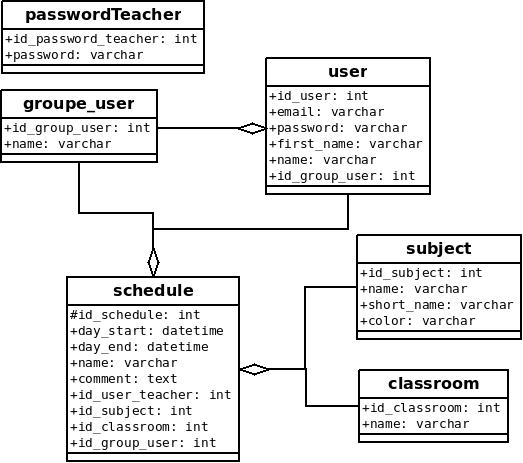 passwordTeacher
+id_password_teacher: int
+password: varchar
groupe_user
+id_group_user: int
+name: varchar
user
+id_user: int
+email: varchar
+password: varchar
+first_name: varchar
+name: varchar
+id_group_user: int
subject
+id_subject: int
+name: varchar
+short_name: varchar
+color: varchar
schedule
#id_schedule: int
+day_start: datetime
+day_end: datetime
+name: varchar
+comment: text
+id_user_teacher: int
+id_subject: int
+id_classroom: int
+id_group_user: int
classroom
+id_classroom: int
+name: varchar